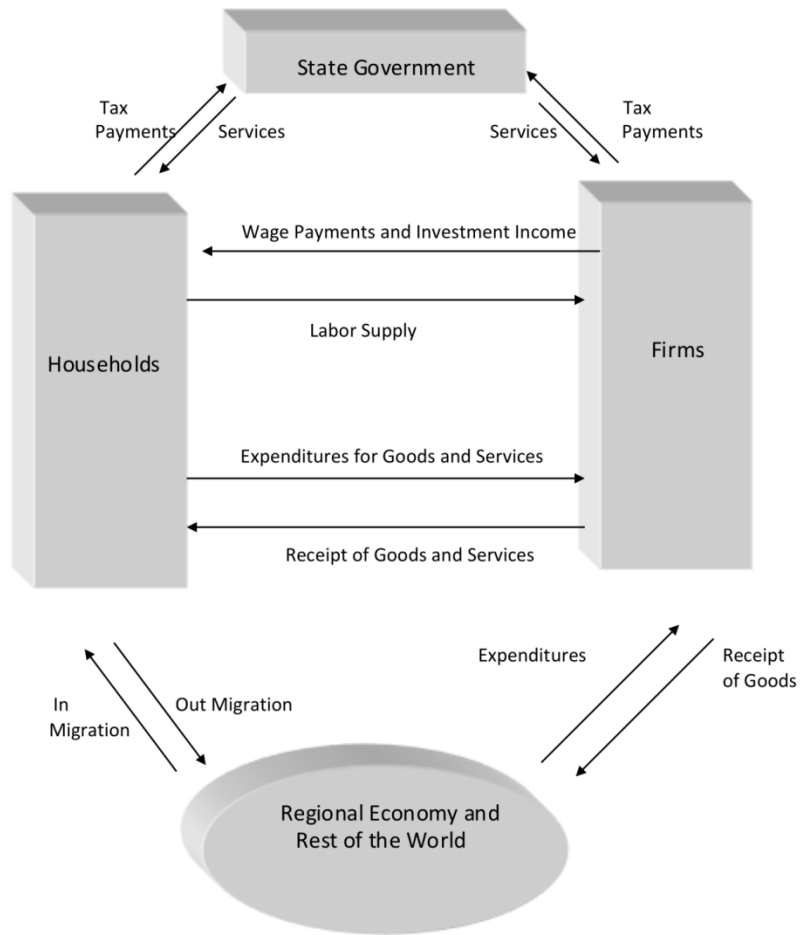 State Government
Tax
Payments
Services
Services
Tax
Payments
Wage Payments and Investment Income
Labor Supply
Households
Firms
Expenditures for Goods and Services
Receipt of Goods and Services
In
Migration
Out Migration
Expenditures
Receipt
of Goods
Regional Economy and
Rest of the World